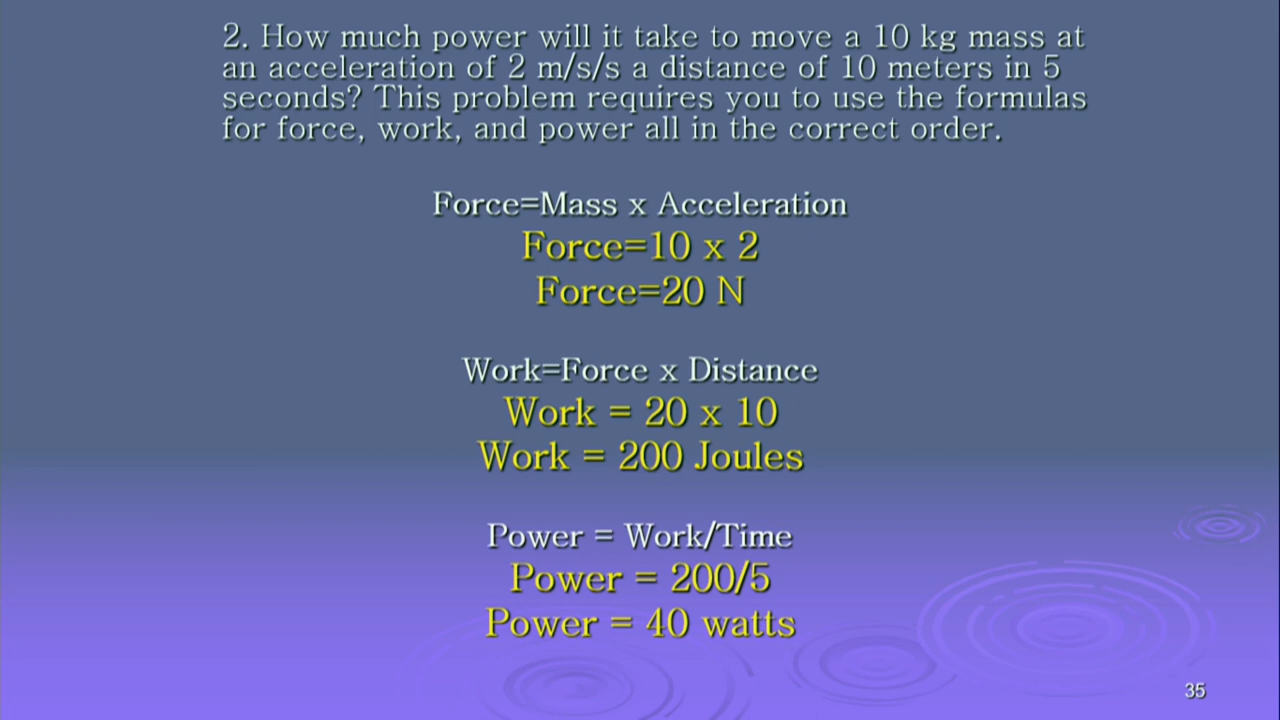 2. How much power will it take to move a 10 kg mass at
an acceleration of 2 m/s/s a distance of 10 meters in 5
seconds? This problem requires you to use the formulas
for force, work, and power all in the correct order.
Force=Mass x Acceleration
Force=10 x 2
Force=20 N
Work=Force x Distance
Work = 20 x 10
Work = 200 Joules
Power = Work/Time
Power = 200/5
Power = 40 watts
35